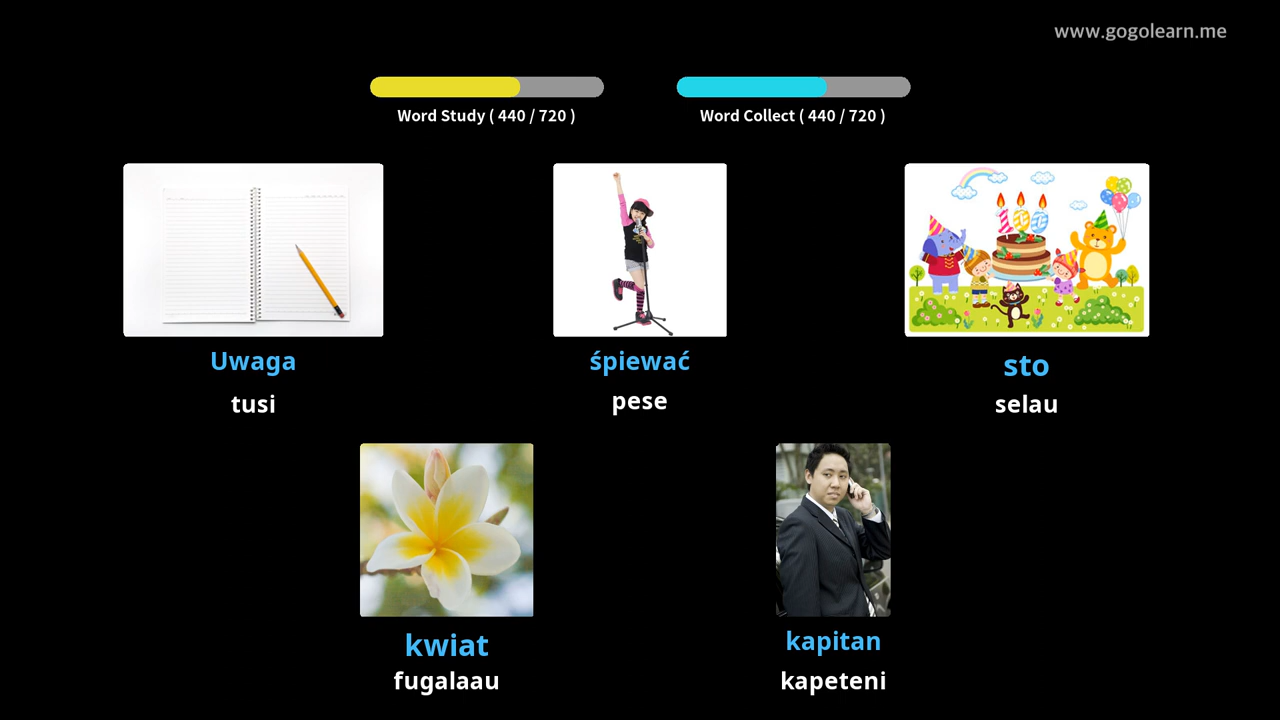 www.gogolearn.me
Word Study ( 440 / 720 )
Word Collect ( 440 / 720 )
Uwaga
tusi
śpiewać
pese
sto
selau
100
kwiat
fugalaau
kapitan
kapeteni